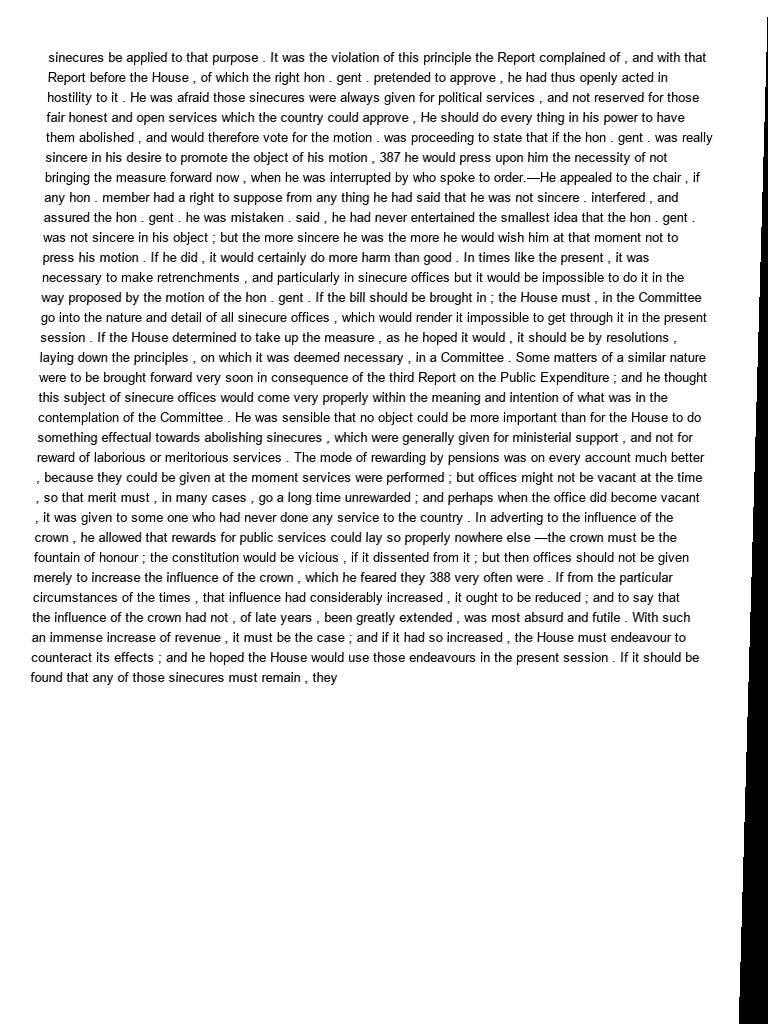 sinecures be applied to that purpose . It was the violation of this principle the Report complained of , and with that
Report before the House , of which the right hon . gent . pretended to approve , he had thus openly acted in
hostility to it . He was afraid those sinecures were always given for political services , and not reserved for those
fair honest and open services which the country could approve , He should do every thing in his power to have
them abolished , and would therefore vote for the motion . was proceeding to state that if the hon . gent . was really
sincere in his desire to promote the object of his motion , 387 he would press upon him the necessity of not
bringing the measure forward now , when he was interrupted by who spoke to order.—He appealed to the chair , if
any hon . member had a right to suppose from any thing he had said that he was not sincere . interfered , and
assured the hon . gent . he was mistaken . said , he had never entertained the smallest idea that the hon . gent .
was not sincere in his object ; but the more sincere he was the more he would wish him at that moment not to
press his motion . If he did , it would certainly do more harm than good . In times like the present , it was
necessary to make retrenchments , and particularly in sinecure offices but it would be impossible to do it in the
way proposed by the motion of the hon . gent . If the bill should be brought in ; the House must , in the Committee
go into the nature and detail of all sinecure offices , which would render it impossible to get through it in the present
session . If the House determined to take up the measure , as he hoped it would , it should be by resolutions ,
laying down the principles , on which it was deemed necessary , in a Committee . Some matters of a similar nature
were to be brought forward very soon in consequence of the third Report on the Public Expenditure ; and he thought
this subject of sinecure offices would come very properly within the meaning and intention of what was in the
contemplation of the Committee . He was sensible that no object could be more important than for the House to do
something effectual towards abolishing sinecures , which were generally given for ministerial support , and not for
reward of laborious or meritorious services . The mode of rewarding by pensions was on every account much better
, because they could be given at the moment services were performed ; but offices might not be vacant at the time
, so that merit must , in many cases , go a long time unrewarded ; and perhaps when the office did become vacant
, it was given to some one who had never done any service to the country . In adverting to the influence of the
crown , he allowed that rewards for public services could lay so properly nowhere else —the crown must be the
fountain of honour ; the constitution would be vicious , if it dissented from it ; but then offices should not be given
merely to increase the influence of the crown , which he feared they 388 very often were . If from the particular
circumstances of the times , that influence had considerably increased , it ought to be reduced ; and to say that
the influence of the crown had not , of late years , been greatly extended , was most absurd and futile . With such
an immense increase of revenue , it must be the case ; and if it had so increased , the House must endeavour to
counteract its effects ; and he hoped the House would use those endeavours in the present session . If it should be
found that any of those sinecures must remain , they